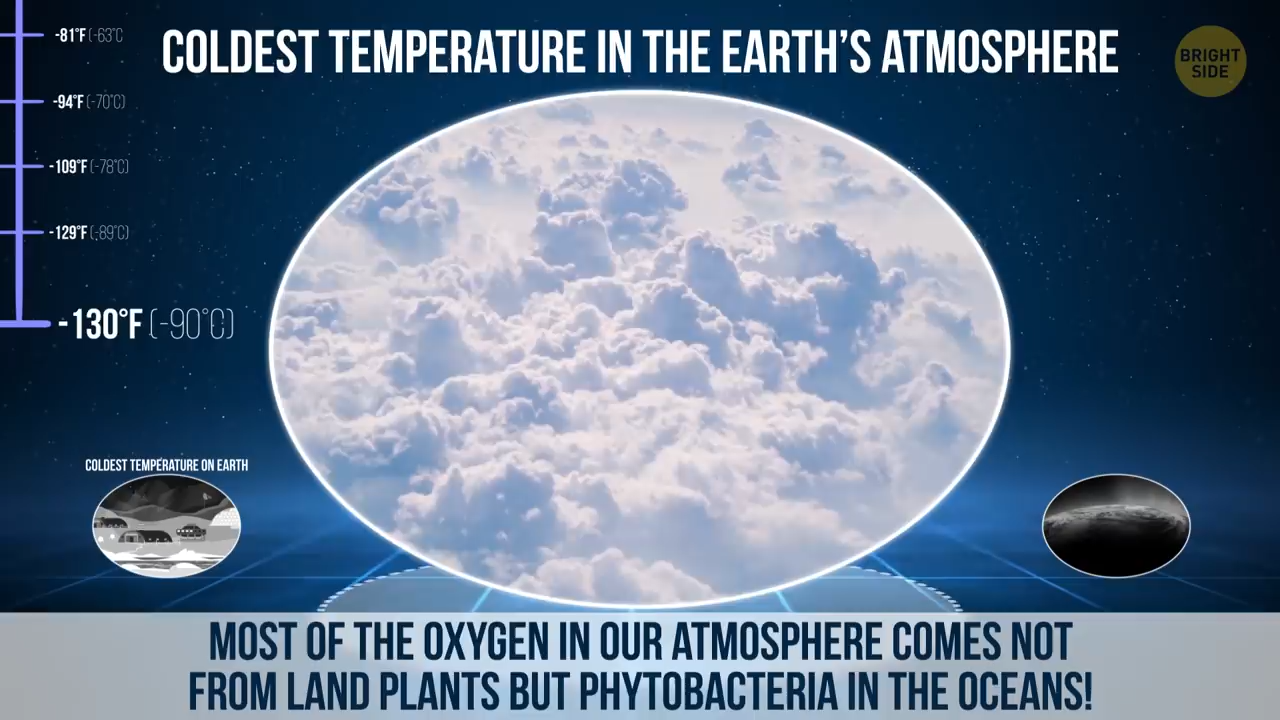 COLDEST TEMPERATURE IN THE EARTH'S ATMOSPHERE
BRIGHT
SIDE
-81°F (-63°C
-94°F (-70°C)
-109°F (-78°C)
-129°F (-89°C)
-130°F (-90°C)
COLDEST TEMPERATURE ON EARTH
MOST OF THE OXYGEN IN OUR ATMOSPHERE COMES NOT
FROM LAND PLANTS BUT PHYTOBACTERIA IN THE OCEANS!